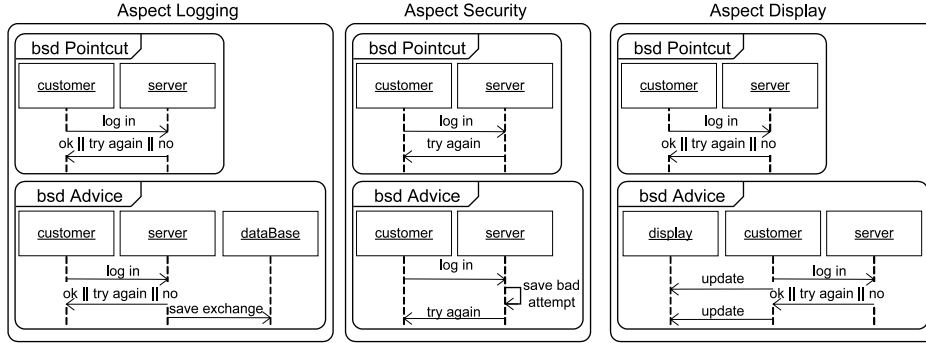 Aspect Logging
Aspect Security
Aspect Display
bsd Pointcut
customer
server
log in
ok || try again || no
bsd Advice
customer
server
dataBase
log in
ok || try again || no
save exchange
bsd Pointcut
customer
server
log in
try again
bsd Advice
customer
server
log in
save bad
attempt
try again
bsd Pointcut
customer
server
log in
ok || try again || no
bsd Advice
display
customer
server
log in
update
ok || try again || no
update